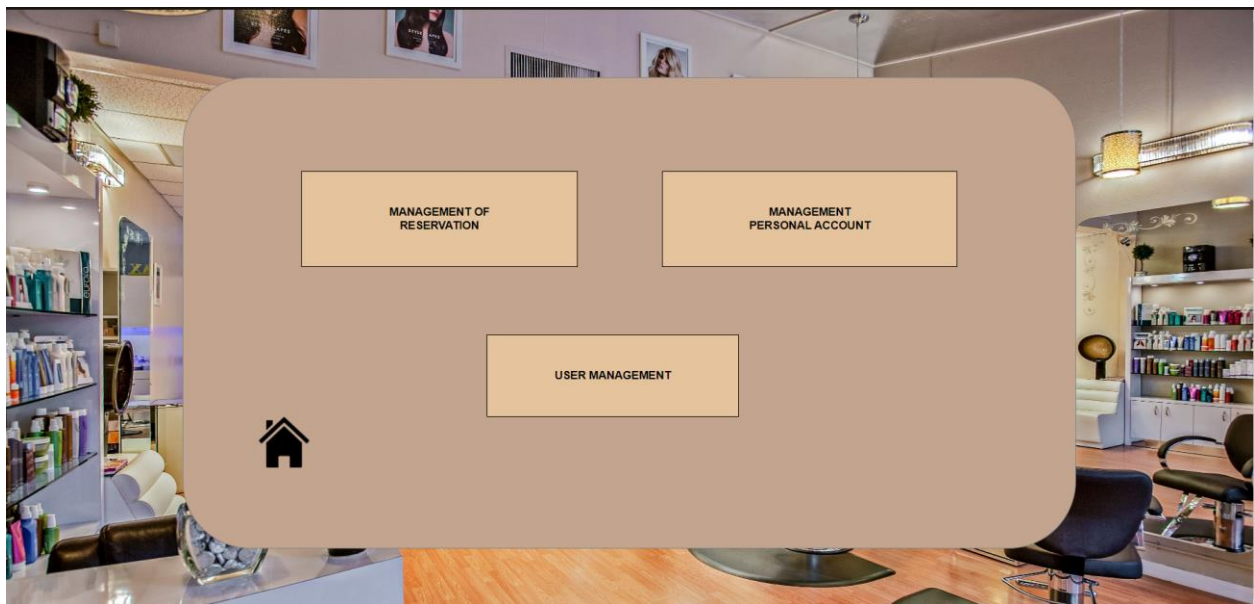 MANAGEMENT OF
RESERVATION
MANAGEMENT
PERSONAL ACCOUNT
USER MANAGEMENT